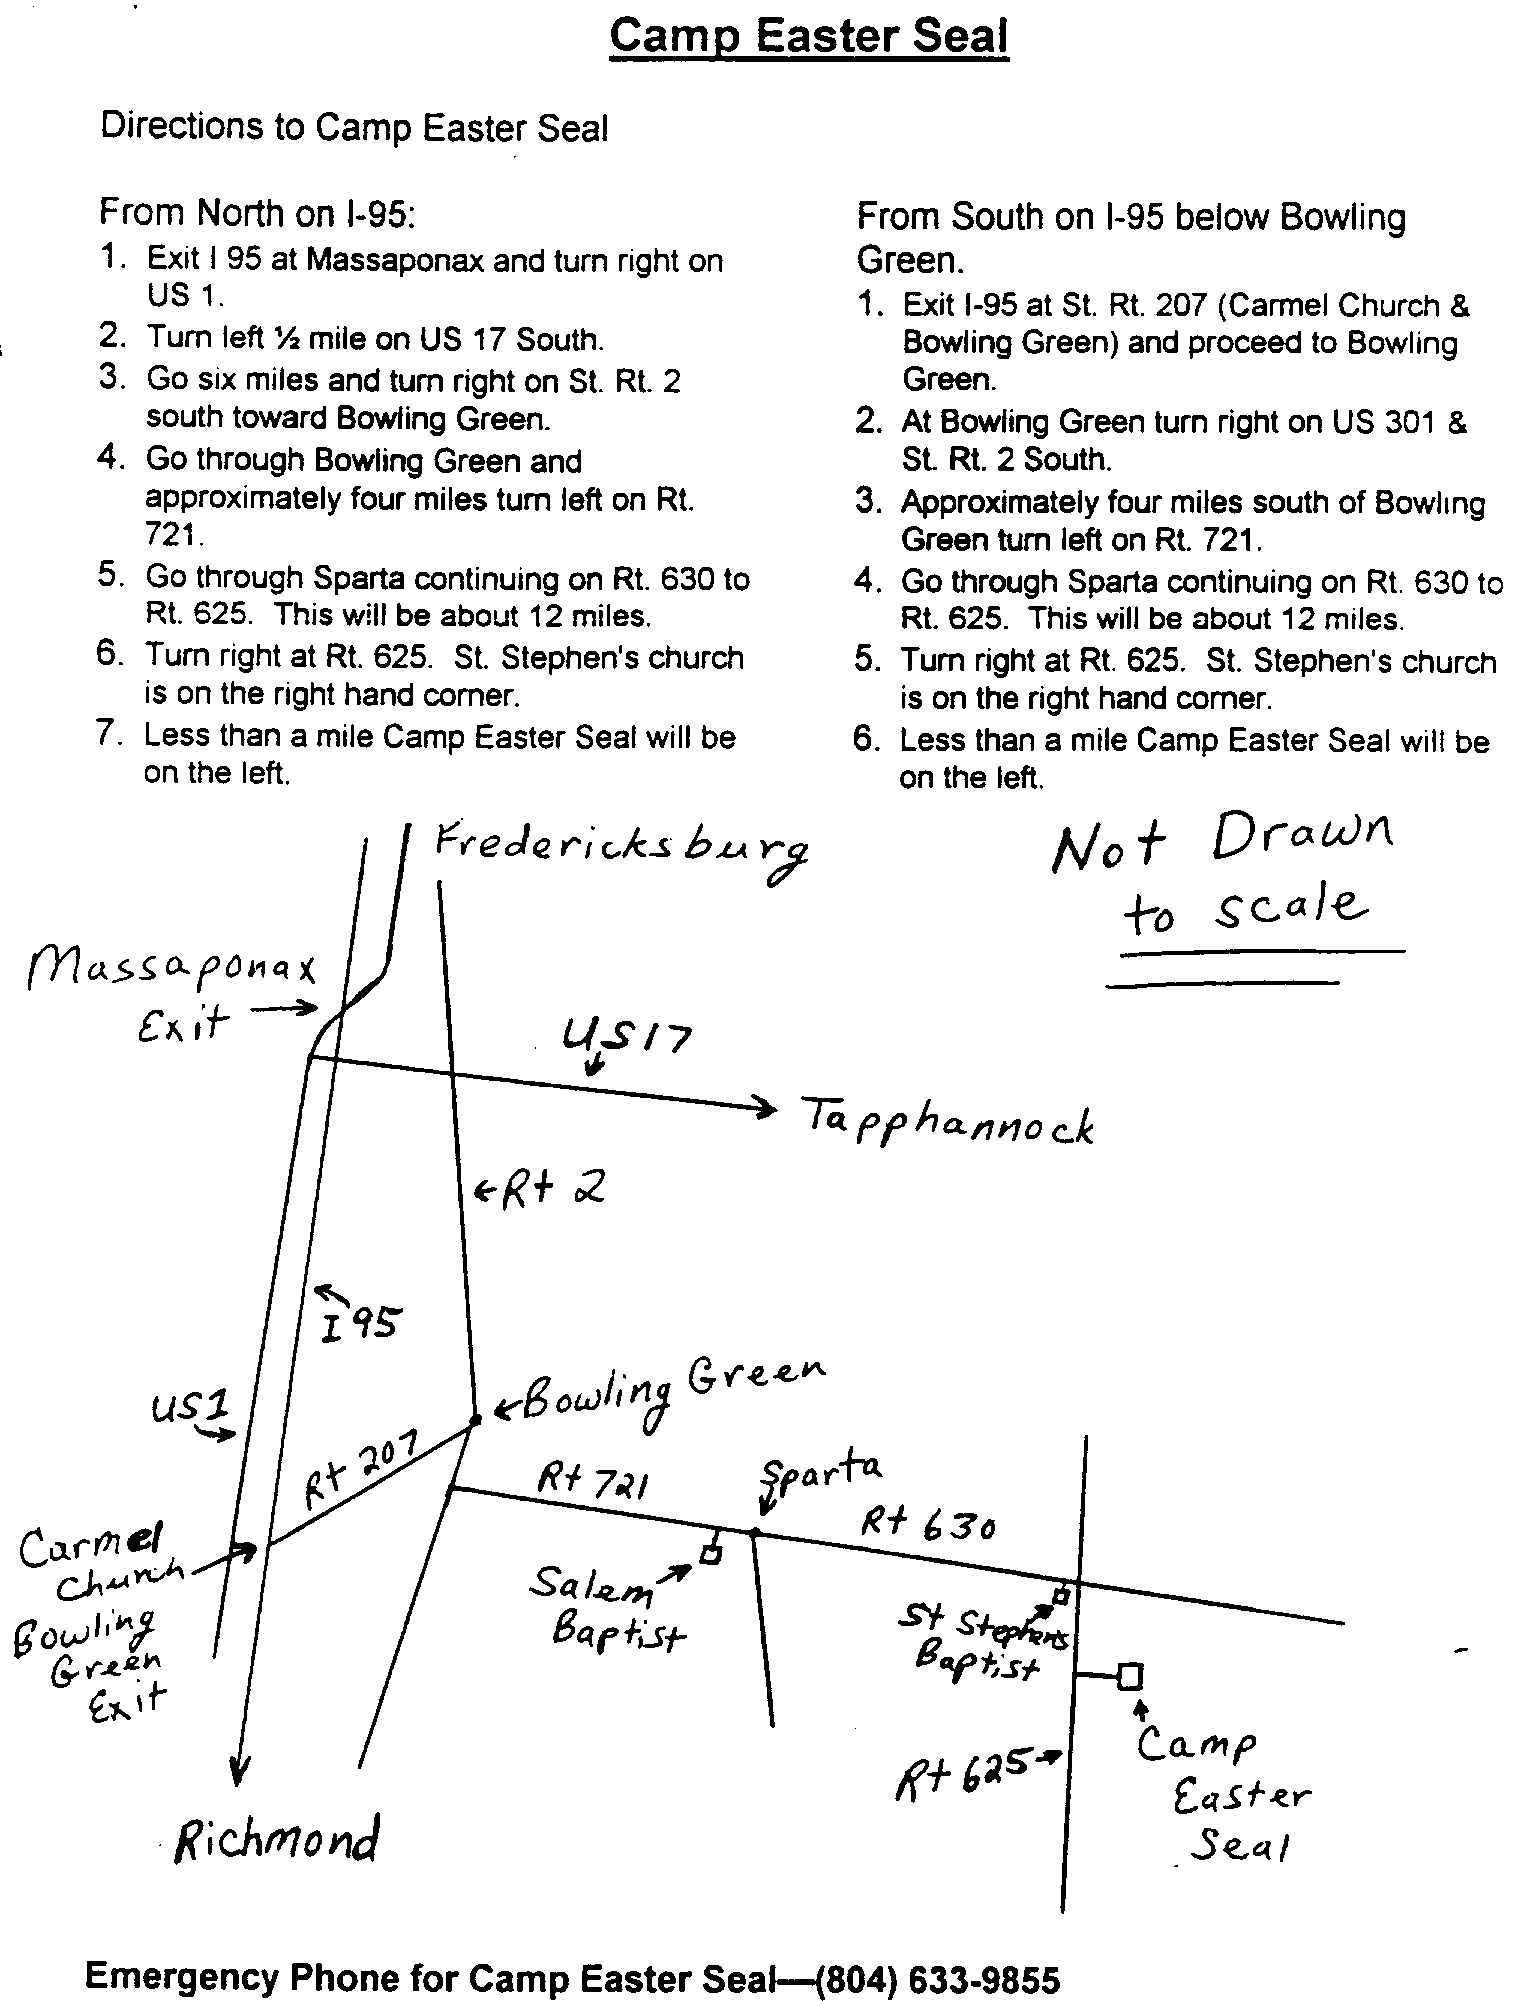 Camp Easter Seal
Directions to Camp Easter Seal
From North on I-95:
1. Exit I 95 at Massaponax and turn right on
US 1.
2. Turn left ½ mile on US 17 South.
3. Go six miles and turn right on St. Rt. 2
south toward Bowling Green.
4. Go through Bowling Green and
approximately four miles turn left on Rt.
721.
5. Go through Sparta continuing on Rt. 630 to
Rt. 625. This will be about 12 miles.
6. Turn right at Rt. 625. St. Stephen's church
is on the right hand corner.
7. Less than a mile Camp Easter Seal will be
on the left.
From South on I-95 below Bowling
Green.
1. Exit I-95 at St. Rt. 207 (Carmel Church &
Bowling Green) and proceed to Bowling
Green.
2. At Bowling Green turn right on US 301 &
St. Rt. 2 South.
3. Approximately four miles south of Bowling
Green turn left on Rt. 721.
4. Go through Sparta continuing on Rt. 630 to
Rt. 625. This will be about 12 miles.
5. Turn right at Rt. 625. St. Stephen's church
is on the right hand corner.
6. Less than a mile Camp Easter Seal will be
on the left.
Fredericksburg
Not Drawn
to scale
Massaponax
Exit
US17
Tapphannock
Rt 2
I95
US1
Bowling Green
Rt 207
Rt 721
Sparta
Rt 630
Carmel
Church
Bowling
Green
Exit
Salem
Baptist
St Stephens
Baptist
Rt 625
Camp
Easter
Seal
Richmond
Emergency Phone for Camp Easter Seal—(804) 633-9855